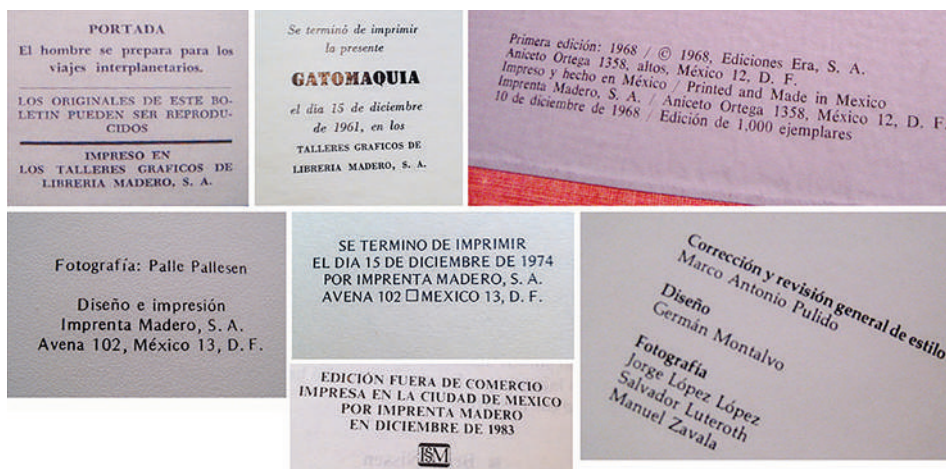 PORTADA
El hombre se prepara para los
viajes interplanetarios.
LOS ORIGINALES DE ESTE BO-
LETIN PUEDEN SER REPRODU-
CIDOS
IMPRESO EN
LOS TALLERES GRAFICOS DE
LIBRERIA MADERO, S. A.
Se terminó de imprimir
la presente
GATOMAQUIA
el día 15 de diciembre
de 1961, en los
TALLERES GRAFICOS DE
LIBRERIA MADERO, S. A.
Primera edición: 1968 / © 1968, Ediciones Era, S. A.
Aniceto Ortega 1358, altos, México 12, D. F.
Impreso y hecho en México / Printed and Made in Mexico
Imprenta Madero, S. A. / Aniceto Ortega 1358, México 12, D. F.
10 de diciembre de 1968 / Edición de 1,000 ejemplares
Fotografía: Palle Pallesen
Diseño e impresión
Imprenta Madero, S. A.
Avena 102, México 13, D. F.
SE TERMINO DE IMPRIMIR
EL DIA 15 DE DICIEMBRE DE 1974
POR IMPRENTA MADERO, S. A.
AVENA 102 □ MEXICO 13, D. F.
EDICIÓN FUERA DE COMERCIO
IMPRESA EN LA CIUDAD DE MEXICO
POR IMPRENTA MADERO
EN DICIEMBRE DE 1983
Corrección y revisión general de estilo
Marco Antonio Pulido
Diseño
Germán Montalvo
Fotografía
Jorge López López
Salvador Luteroth
Manuel Zavala